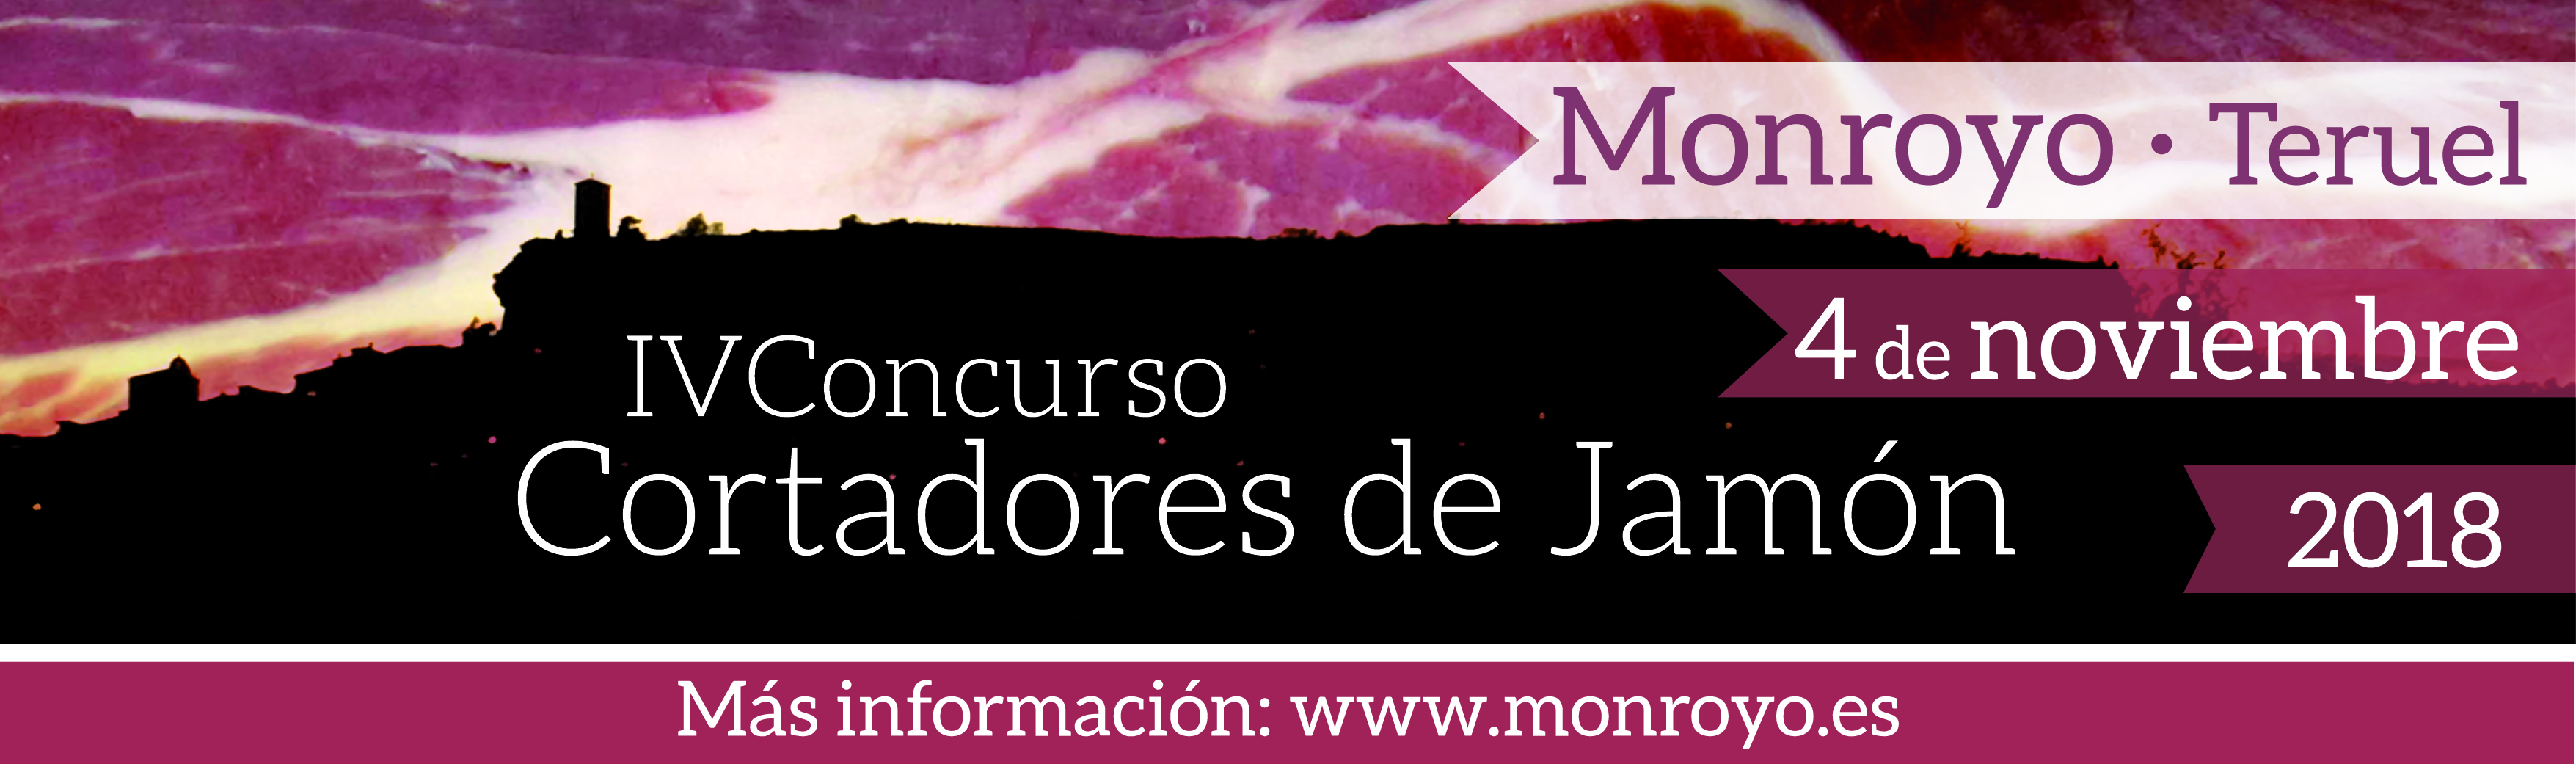 Monroyo · Teruel
4 de noviembre
IVConcurso
Cortadores de Jamón
2018
Más información: www.monroyo.es